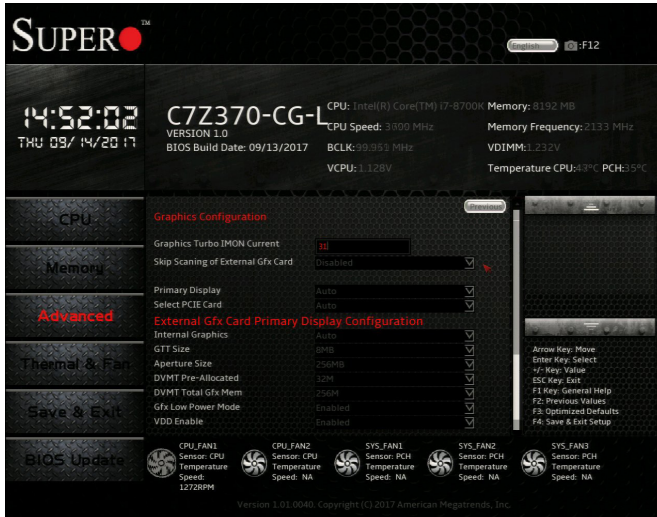 SUPER TM
English :F12
14:52:02
THU 09/14/2017
C7Z370-CG-L
VERSION 1.0
BIOS Build Date: 09/13/2017
CPU: Intel(R) Core(TM) i7-8700K
CPU Speed: MHz
BCLK: MHz
VCPU: 1.128V
Memory: 8192 MB
Memory Frequency: 2133 MHz
VDIMM: 1.232V
Temperature CPU:43°C PCH:35°C
CPU
Memory
Advanced
Thermal & Fan
Save & Exit
BIOS Update
Previous
Graphics Configuration
Graphics Turbo IMON Current 31
Skip Scaning of External Gfx Card Disabled
Primary Display Auto
Select PCIE Card Auto
External Gfx Card Primary Display Configuration
Internal Graphics Auto
GTT Size 8MB
Aperture Size 256MB
DVMT Pre-Allocated 32M
DVMT Total Gfx Mem 256M
Gfx Low Power Mode Enabled
VDD Enable Enabled
Arrow Key: Move
Enter Key: Select
+/- Key: Value
ESC Key: Exit
F1 Key: General Help
F2: Previous Values
F3: Optimized Defaults
F4: Save & Exit Setup
CPU_FAN1
Sensor: CPU
Temperature
Speed:
1272RPM
CPU_FAN2
Sensor: CPU
Temperature
Speed: NA
SYS_FAN1
Sensor: PCH
Temperature
Speed: NA
SYS_FAN2
Sensor: PCH
Temperature
Speed: NA
SYS_FAN3
Sensor: PCH
Temperature
Speed: NA
Version 1.01.0040. Copyright (C) 2017 American Megatrends, Inc.